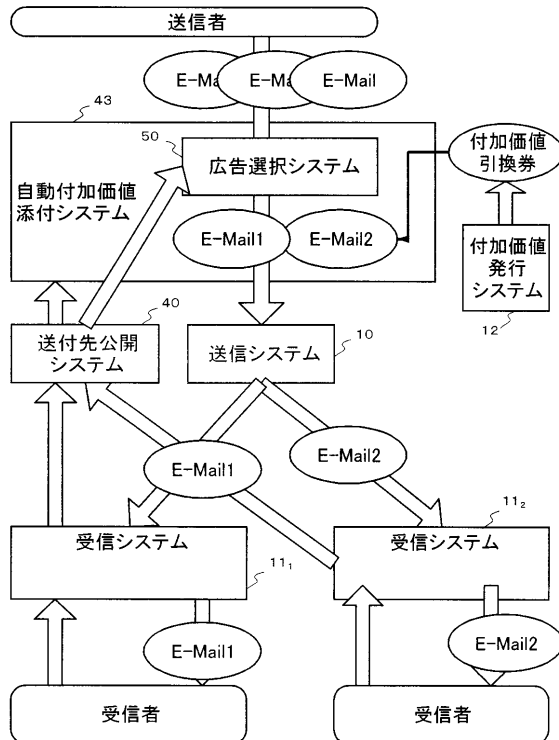 送信者
E-Ma
E-Ma
E-Mail
43
50
広告選択システム
付加価値
引換券
自動付加価値
添付システム
E-Mail1
E-Mail2
付加価値
発行
システム
12
40
送付先公開
システム
10
送信システム
E-Mail1
E-Mail2
11₂
受信システム
受信システム
11₁
E-Mail1
E-Mail2
受信者
受信者